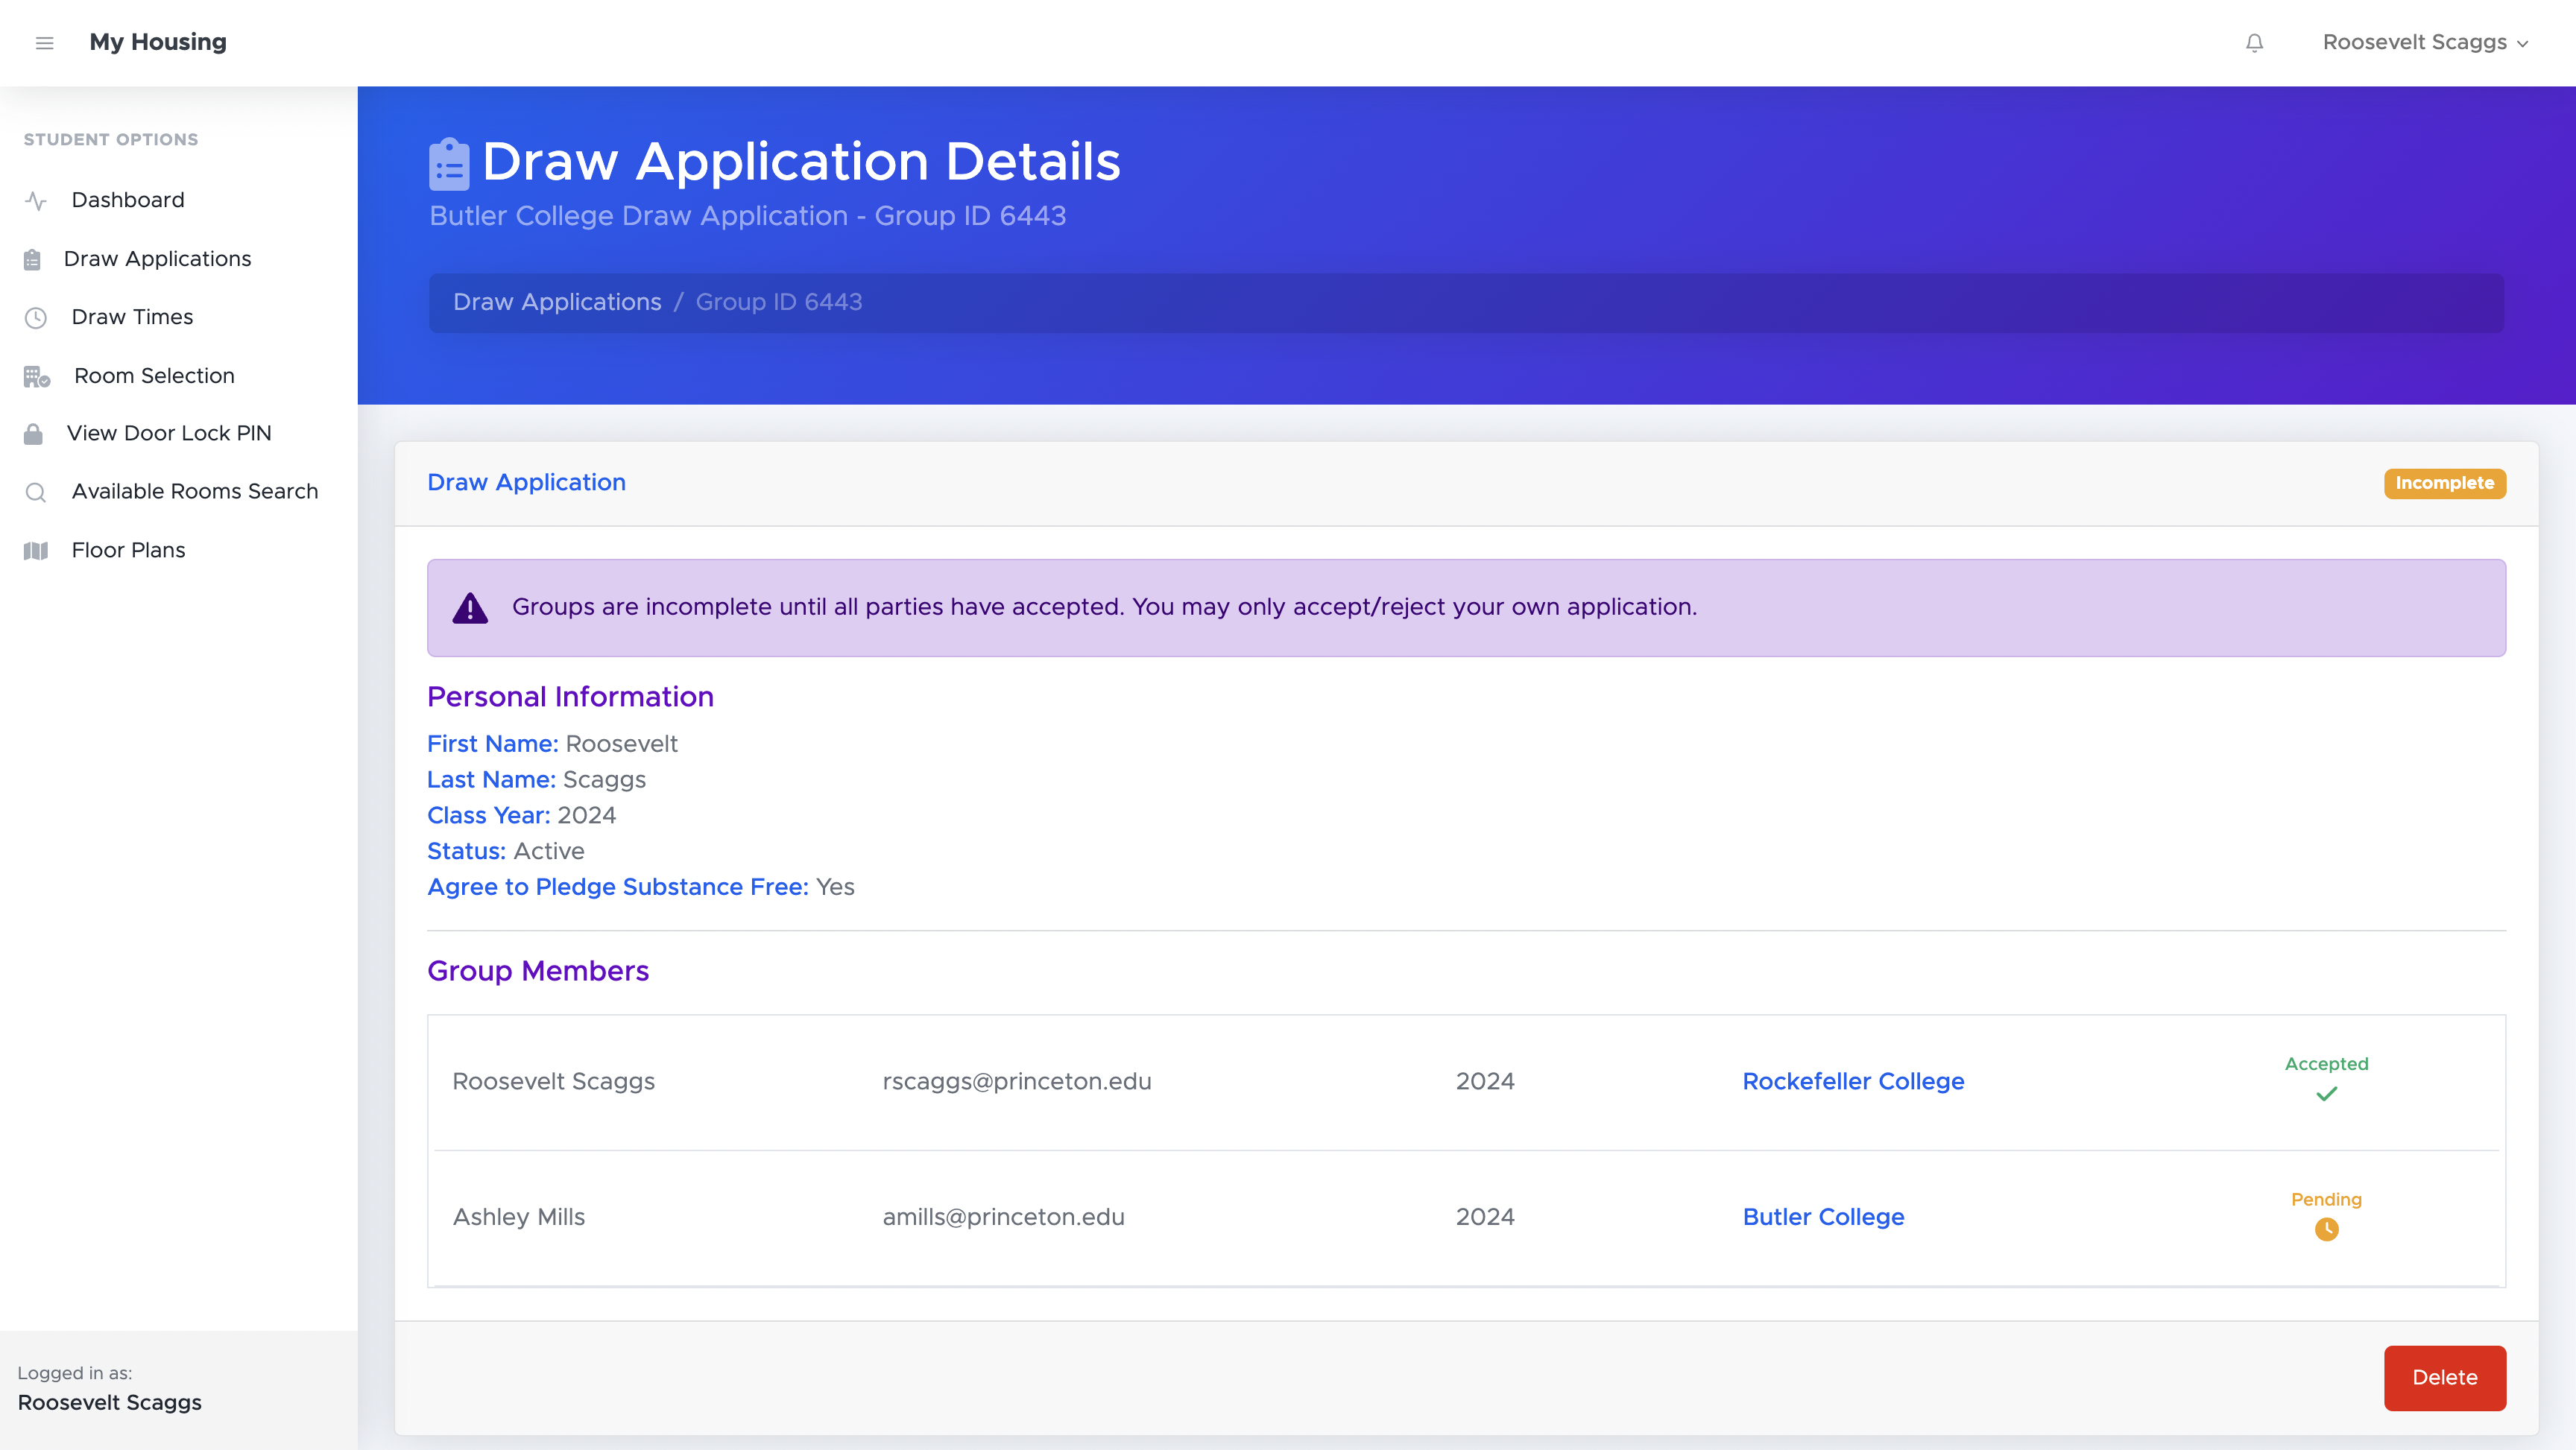 My Housing
Roosevelt Scaggs
STUDENT OPTIONS
Dashboard
Draw Applications
Draw Times
Room Selection
View Door Lock PIN
Available Rooms Search
Floor Plans
Logged in as:
Roosevelt Scaggs
Draw Application Details
Butler College Draw Application - Group ID 6443
Draw Applications / Group ID 6443
Draw Application
Incomplete
Groups are incomplete until all parties have accepted. You may only accept/reject your own application.
Personal Information
First Name: Roosevelt
Last Name: Scaggs
Class Year: 2024
Status: Active
Agree to Pledge Substance Free: Yes
Group Members
Roosevelt Scaggs rscaggs@princeton.edu 2024 Rockefeller College Accepted
Ashley Mills amills@princeton.edu 2024 Butler College Pending
Delete